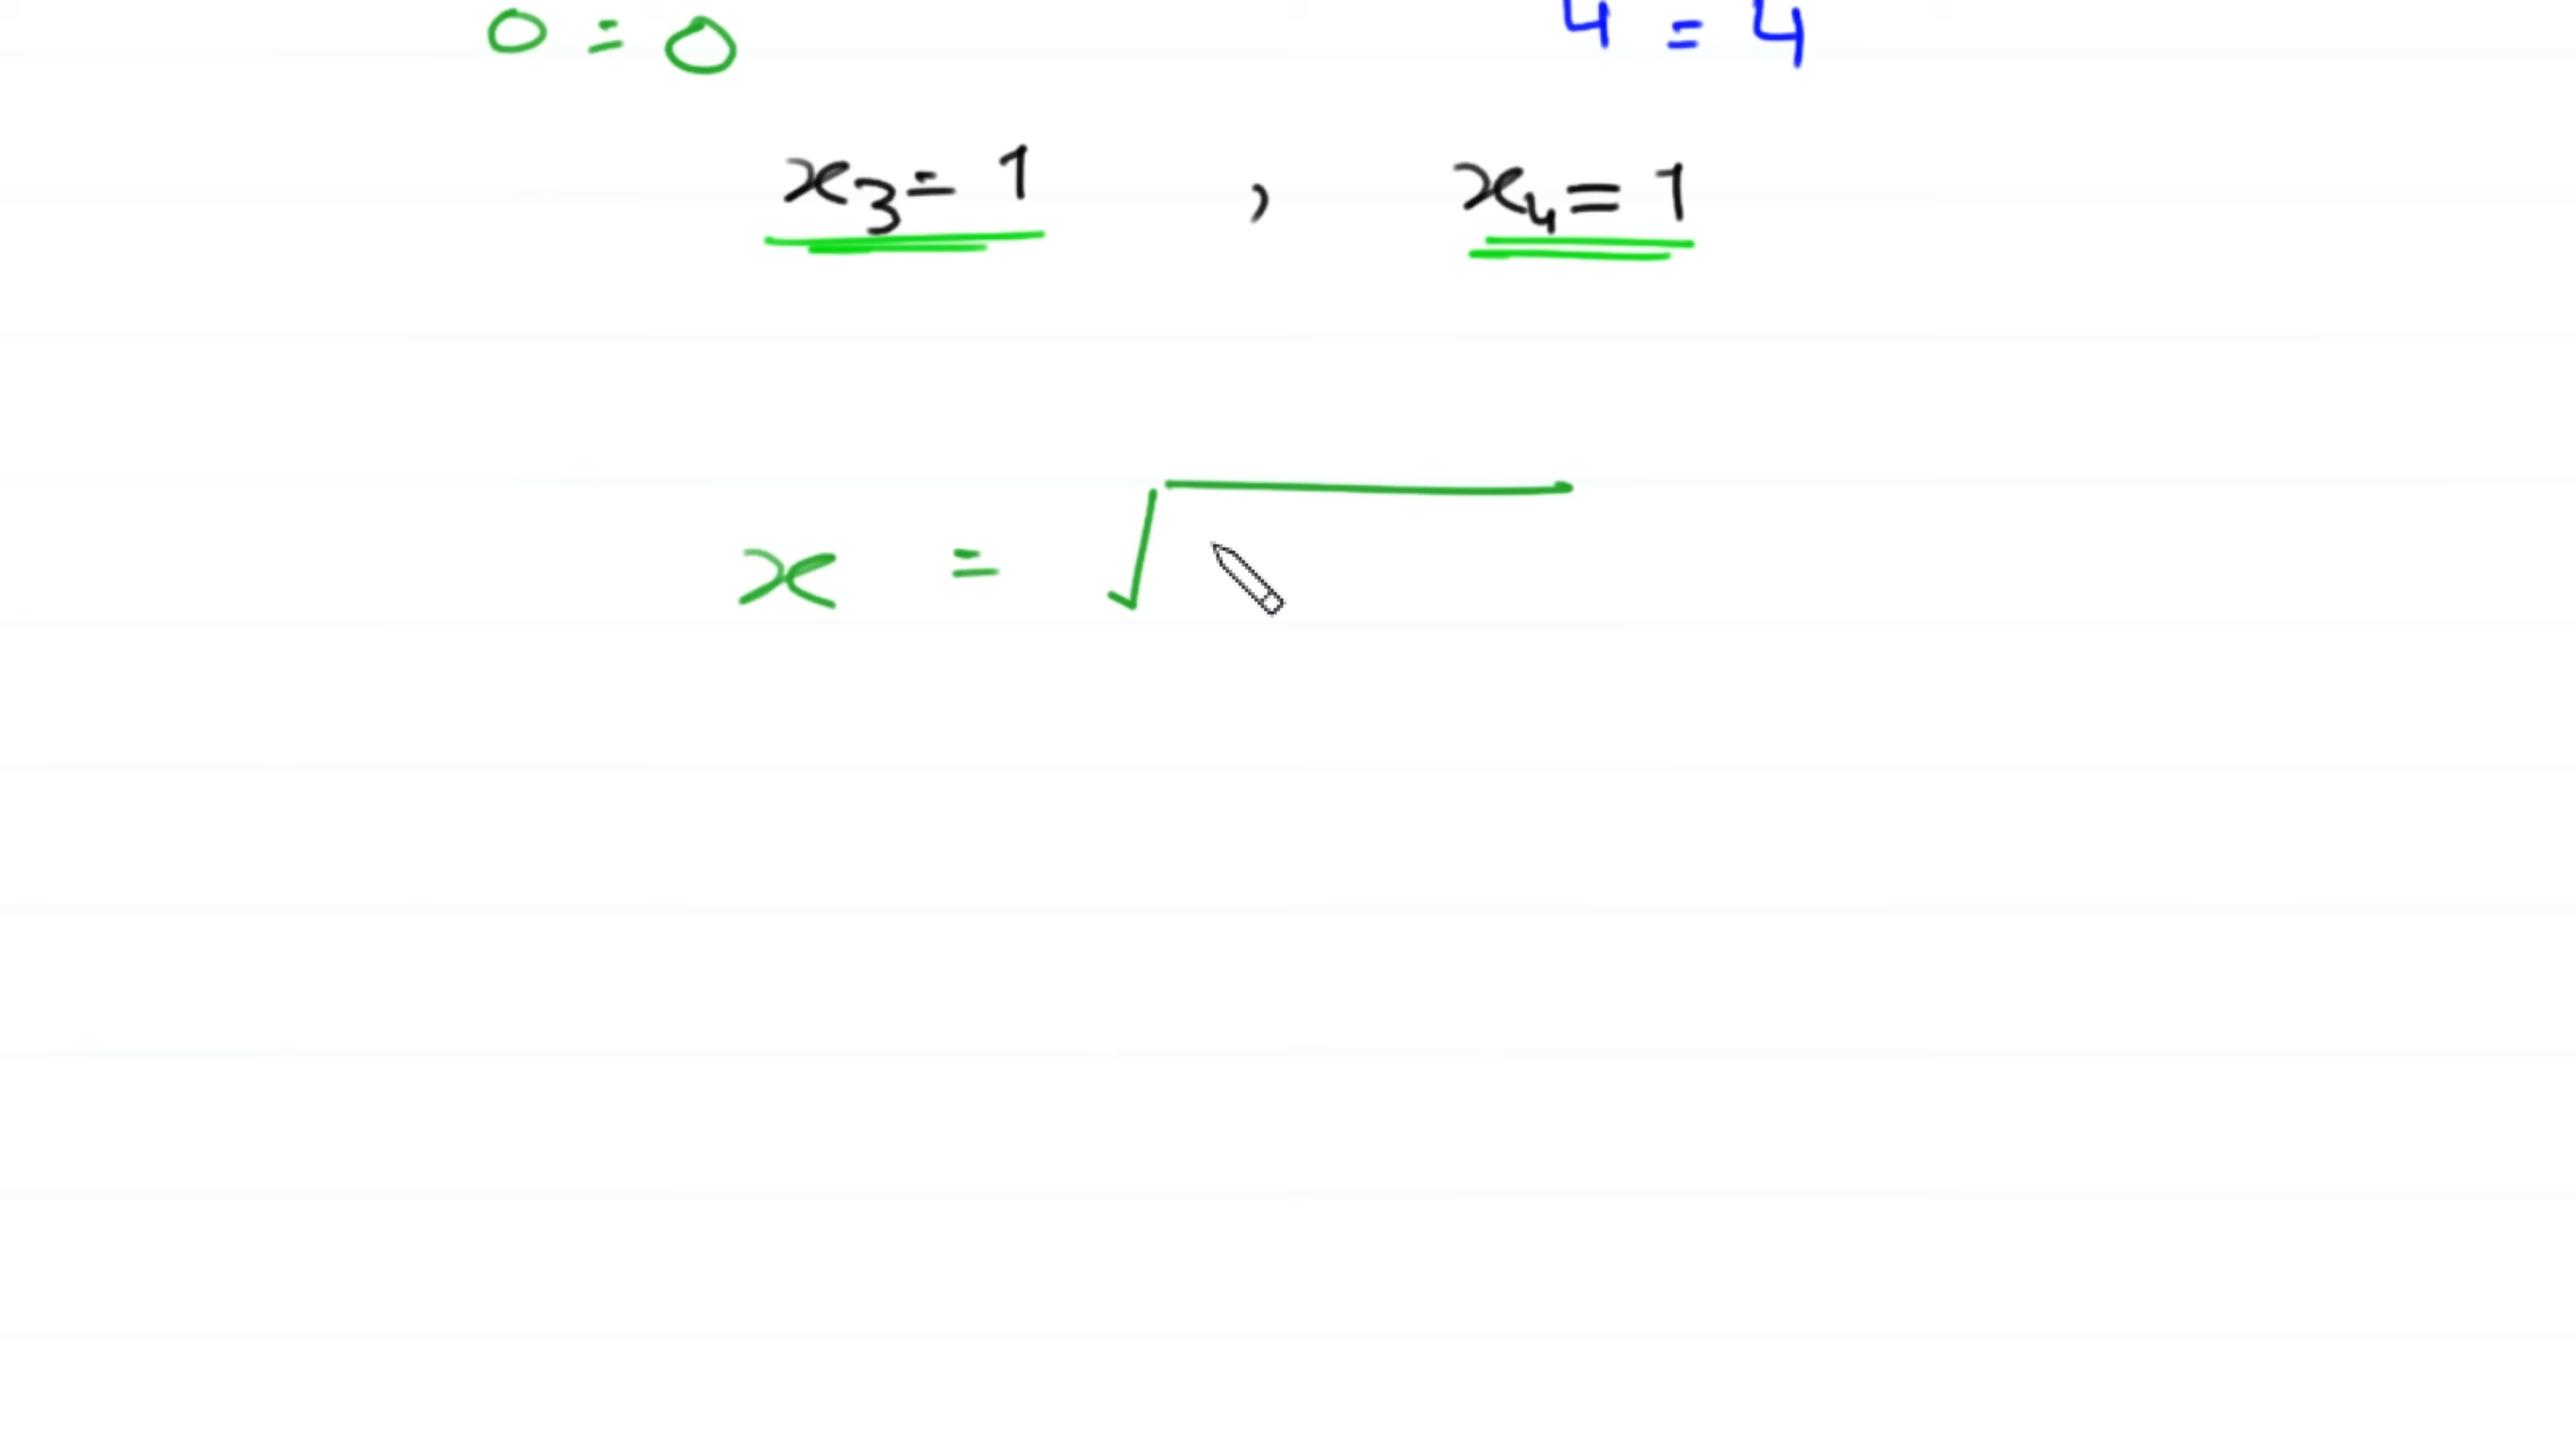 0 = 0 4 = 4
x₃ = 1 , x₄ = 1
x = √